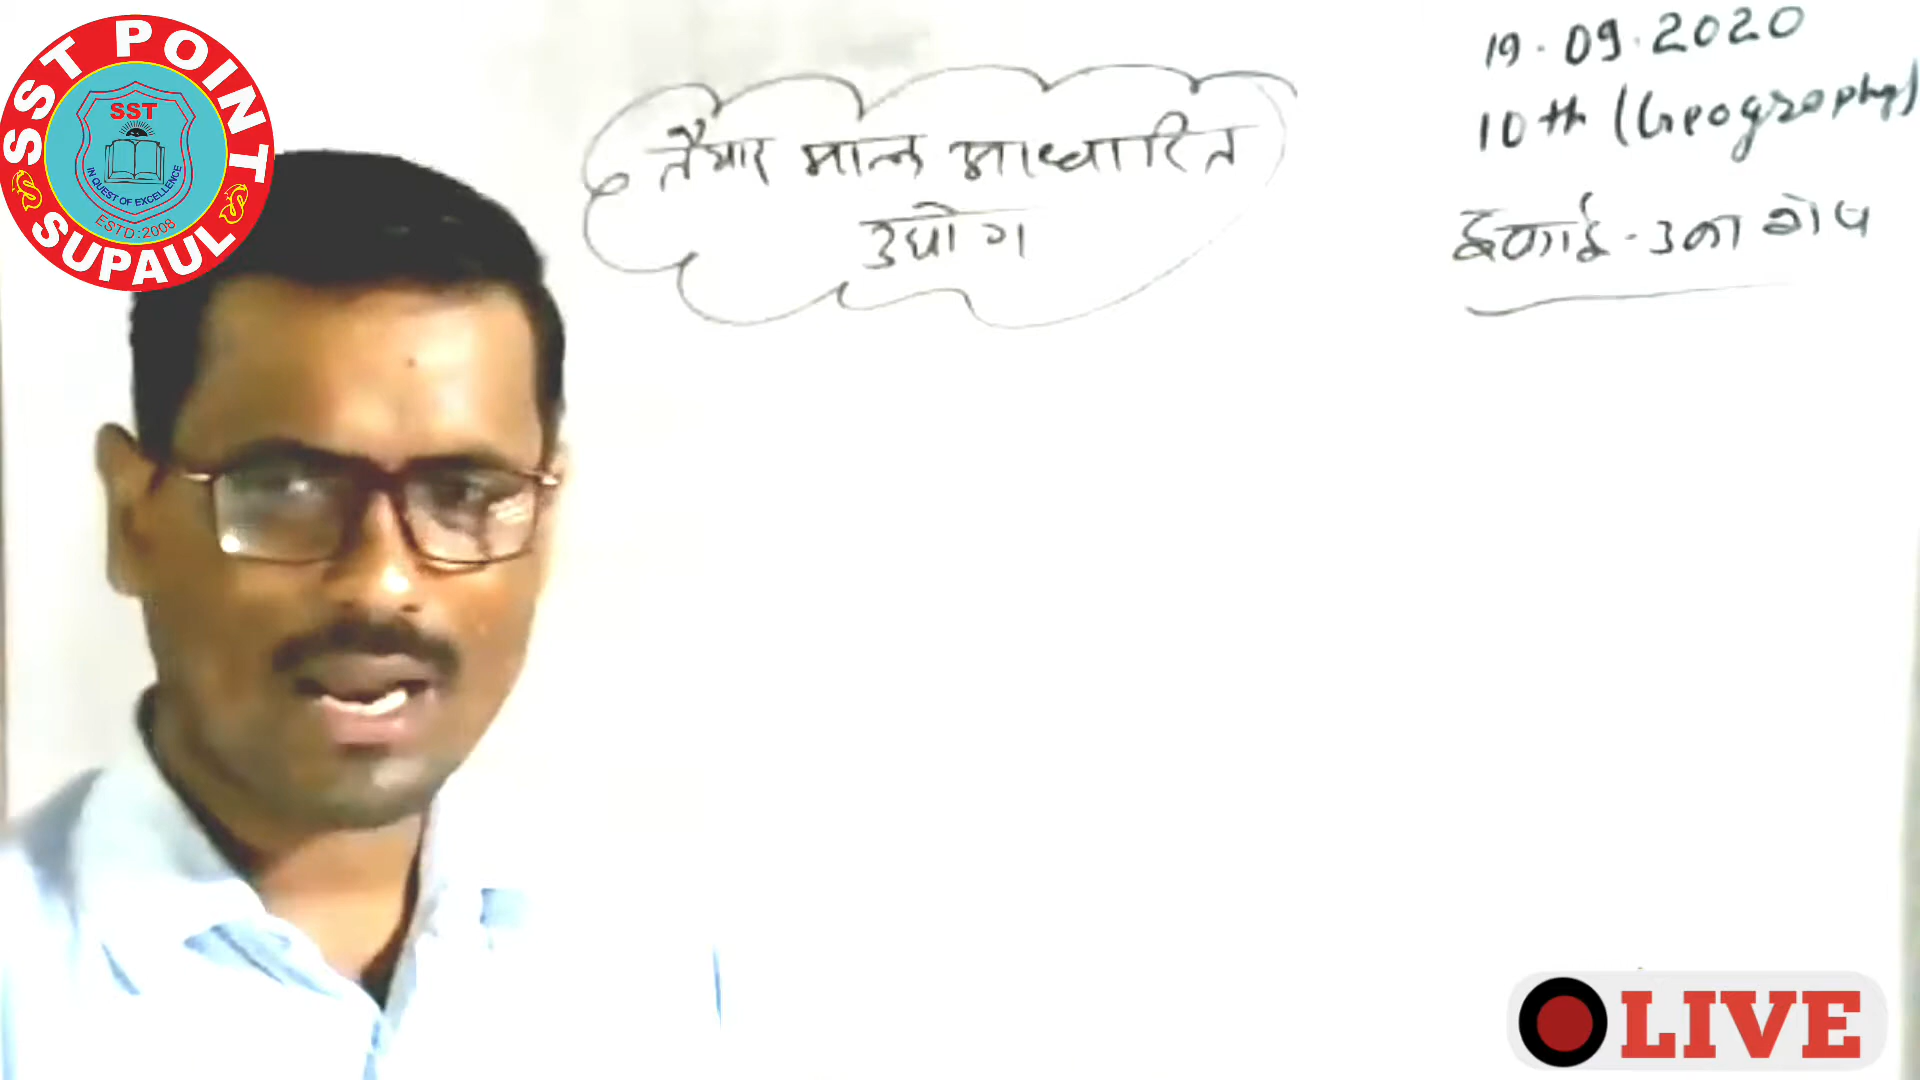 SST POINT
SST
IN QUEST OF EXCELLENCE
ESTD:2008
SUPAUL
तैयार माल आधारित
उद्योग
19.09.2020
10th (Geography)
इकाई-3 का शेष
LIVE